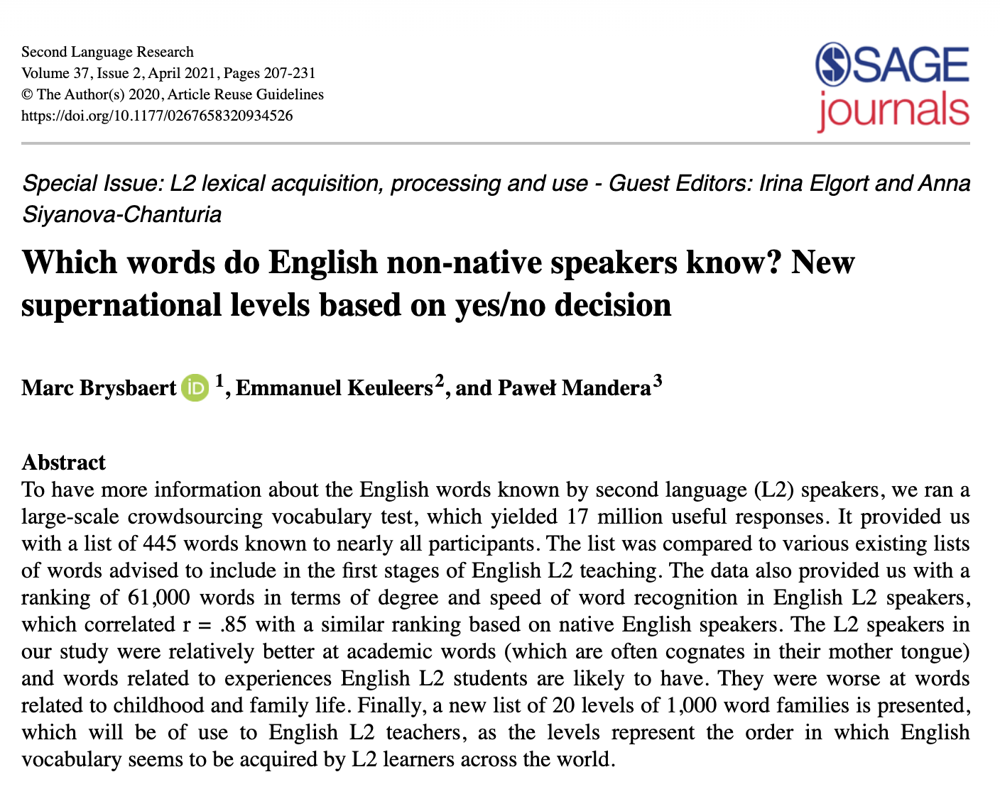 Second Language Research
Volume 37, Issue 2, April 2021, Pages 207-231
© The Author(s) 2020, Article Reuse Guidelines
https://doi.org/10.1177/0267658320934526
SAGE
journals
Special Issue: L2 lexical acquisition, processing and use - Guest Editors: Irina Elgort and Anna
Siyanova-Chanturia
Which words do English non-native speakers know? New
supernational levels based on yes/no decision
Marc Brysbaert iD 1, Emmanuel Keuleers2, and Paweł Mandera3
Abstract
To have more information about the English words known by second language (L2) speakers, we ran a
large-scale crowdsourcing vocabulary test, which yielded 17 million useful responses. It provided us
with a list of 445 words known to nearly all participants. The list was compared to various existing lists
of words advised to include in the first stages of English L2 teaching. The data also provided us with a
ranking of 61,000 words in terms of degree and speed of word recognition in English L2 speakers,
which correlated r = .85 with a similar ranking based on native English speakers. The L2 speakers in
our study were relatively better at academic words (which are often cognates in their mother tongue)
and words related to experiences English L2 students are likely to have. They were worse at words
related to childhood and family life. Finally, a new list of 20 levels of 1,000 word families is presented,
which will be of use to English L2 teachers, as the levels represent the order in which English
vocabulary seems to be acquired by L2 learners across the world.